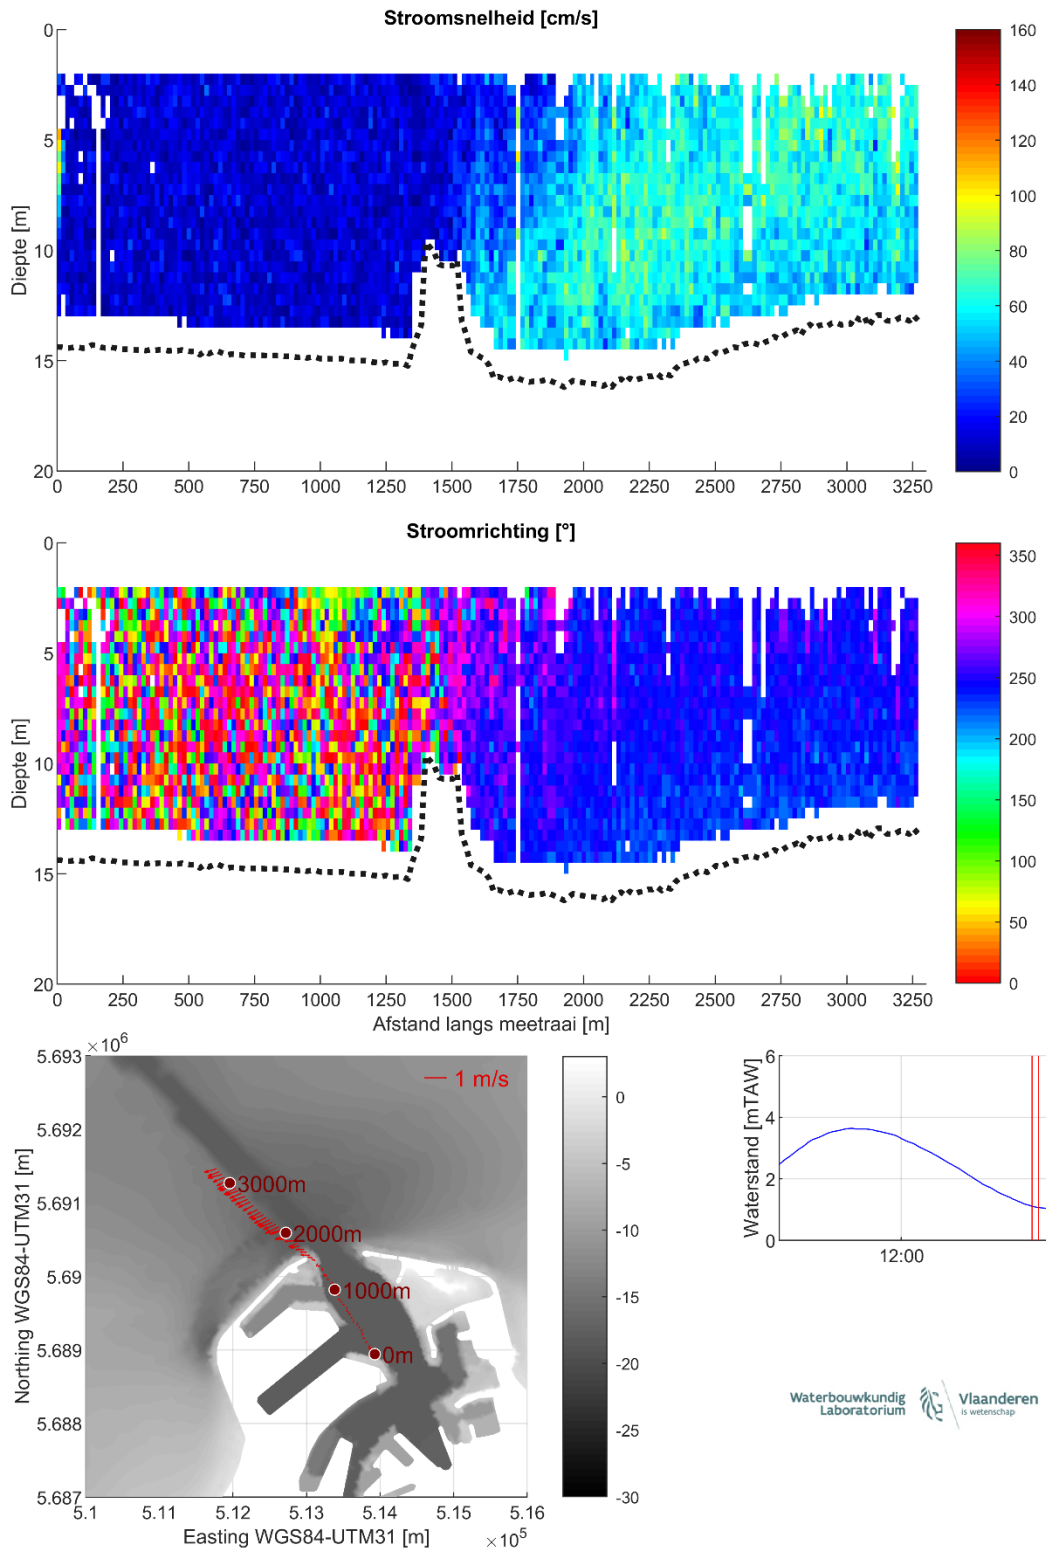 Stroomsnelheid [cm/s]
Diepte [m]
0
5
10
15
20
0 250 500 750 1000 1250 1500 1750 2000 2250 2500 2750 3000 3250
160
140
120
100
80
60
40
20
0
Stroomrichting [°]
Diepte [m]
0
5
10
15
20
0 250 500 750 1000 1250 1500 1750 2000 2250 2500 2750 3000 3250
Afstand langs meetraai [m]
350
300
250
200
150
100
50
0
×10⁶
Northing WGS84-UTM31 [m]
5.693
5.692
5.691
5.69
5.689
5.688
5.687
1 m/s
3000m
2000m
1000m
0m
5.1 5.11 5.12 5.13 5.14 5.15 5.16
Easting WGS84-UTM31 [m]
×10⁵
0
-5
-10
-15
-20
-25
-30
Waterstand [mTAW]
6
4
2
0
12:00
Waterbouwkundig
Laboratorium
Vlaanderen
is wetenschap